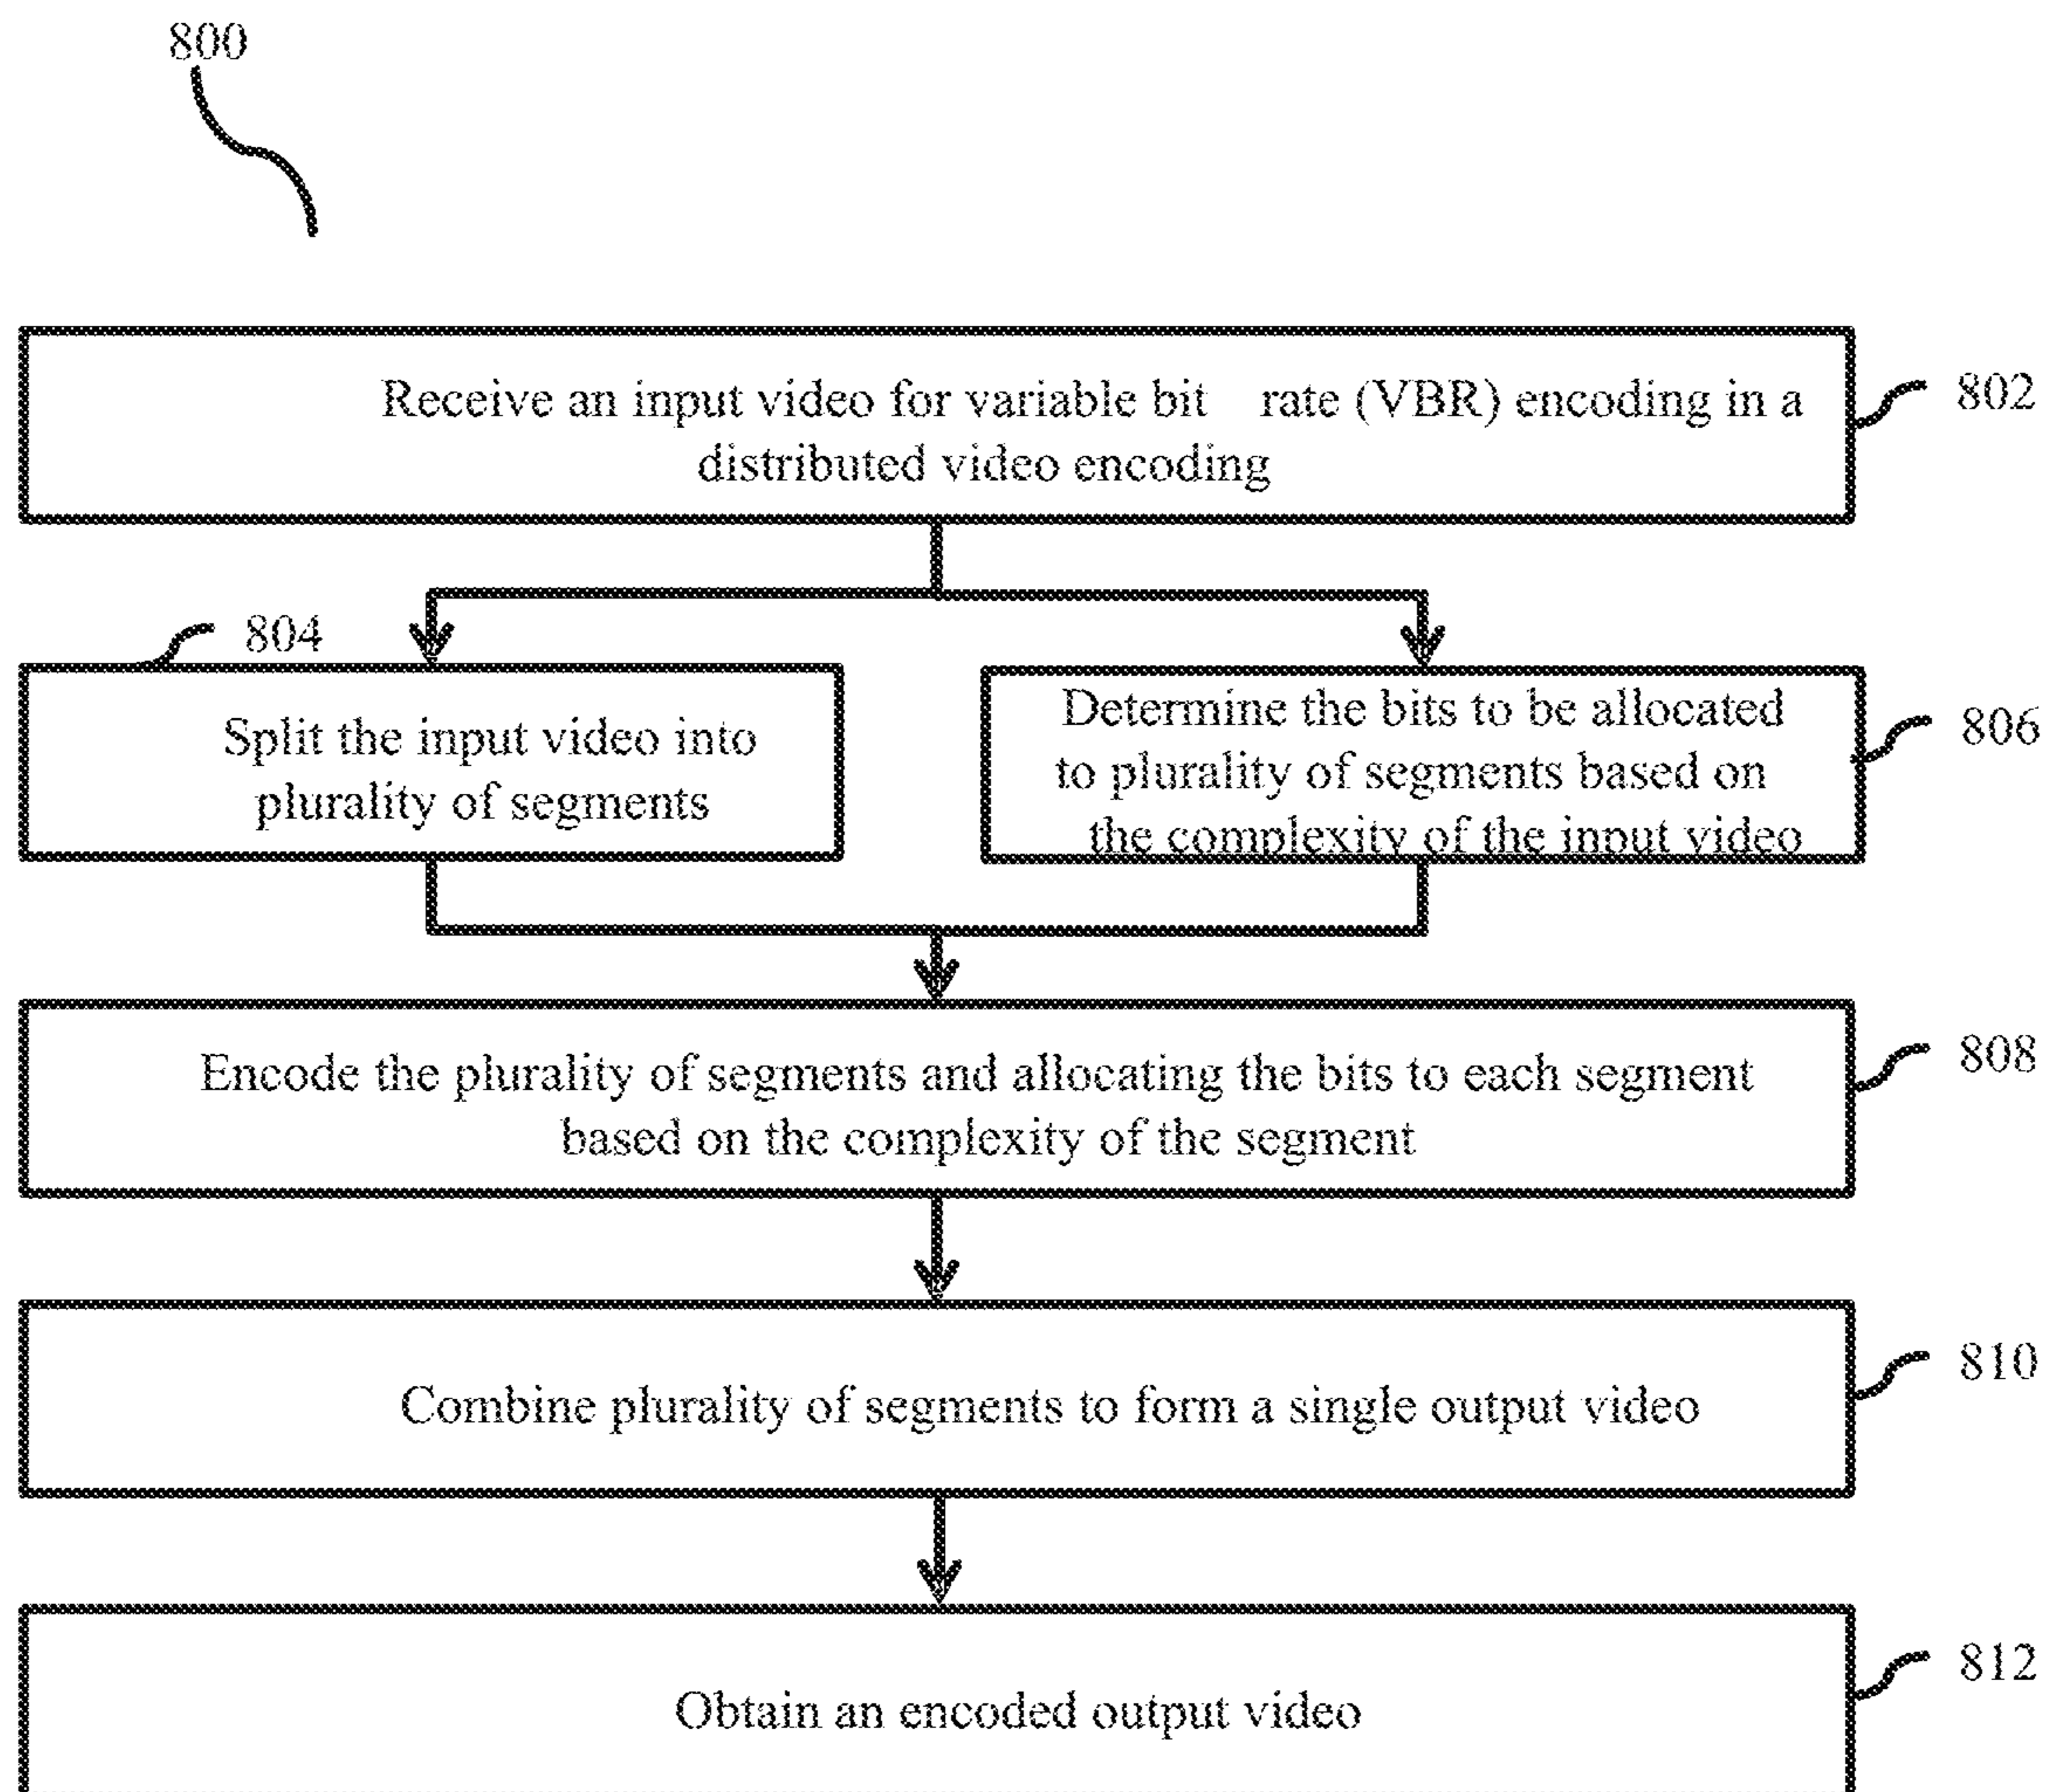 800
Receive an input video for variable bit rate (VBR) encoding in a
distributed video encoding
802
804
Split the input video into
plurality of segments
Determine the bits to be allocated
to plurality of segments based on
the complexity of the input video
806
Encode the plurality of segments and allocating the bits to each segment
based on the complexity of the segment
808
Combine plurality of segments to form a single output video
810
Obtain an encoded output video
812